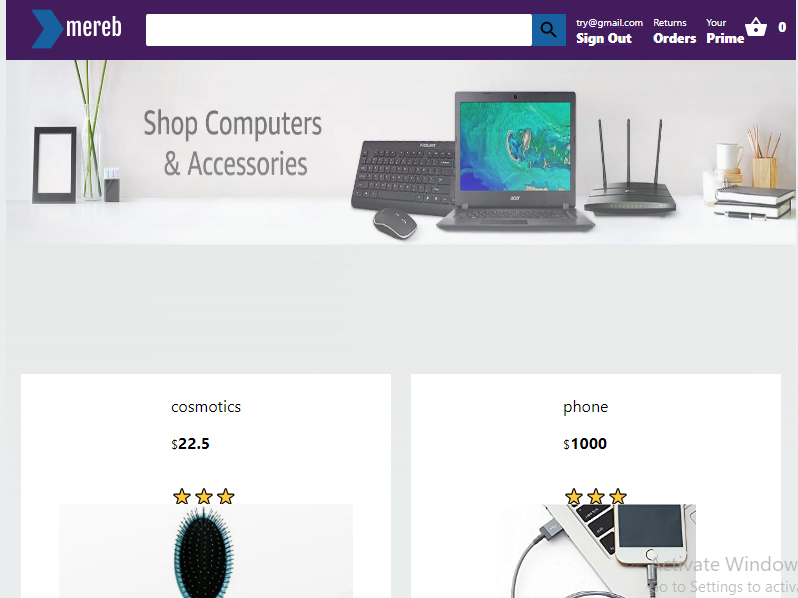 mereb
try@gmail.com
Sign Out
Returns
Orders
Your
Prime
0
Shop Computers
& Accessories
acer
cosmotics
$22.5
phone
$1000
Activate Window
Go to Settings to activ